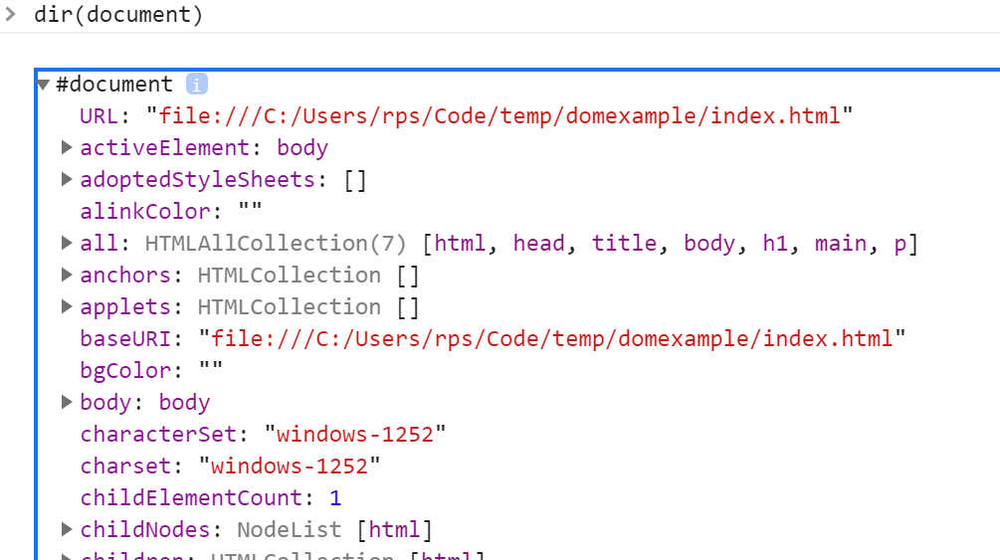 > dir(document)
▼ #document i
URL: "file:///C:/Users/rps/Code/temp/domexample/index.html"
▶ activeElement: body
▶ adoptedStyleSheets: []
alinkColor: ""
▶ all: HTMLAllCollection(7) [html, head, title, body, h1, main, p]
▶ anchors: HTMLCollection []
▶ applets: HTMLCollection []
baseURI: "file:///C:/Users/rps/Code/temp/domexample/index.html"
bgColor: ""
▶ body: body
characterSet: "windows-1252"
charset: "windows-1252"
childElementCount: 1
▶ childNodes: NodeList [html]
▶ children: HTMLCollection [html]